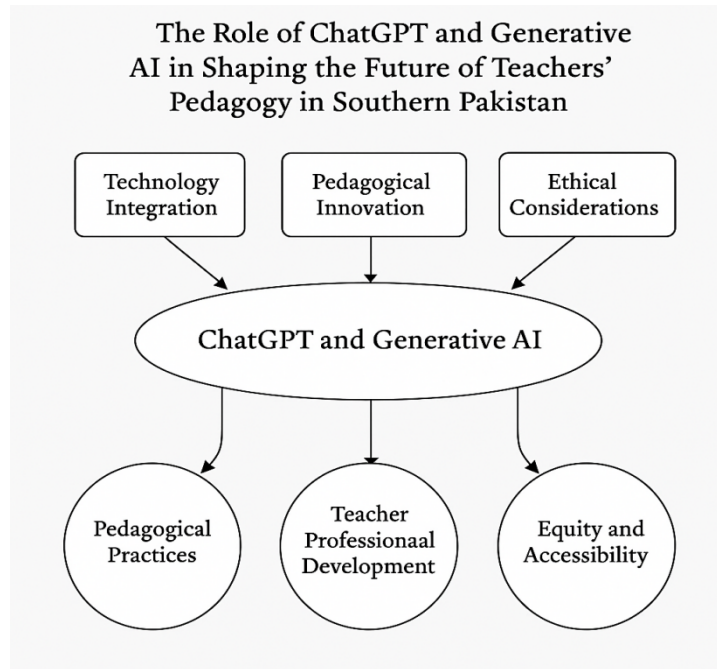 The Role of ChatGPT and Generative
AI in Shaping the Future of Teachers’
Pedagogy in Southern Pakistan
Technology
Integration
Pedagogical
Innovation
Ethical
Considerations
ChatGPT and Generative AI
Pedagogical
Practices
Teacher
Professionaal
Development
Equity and
Accessibility